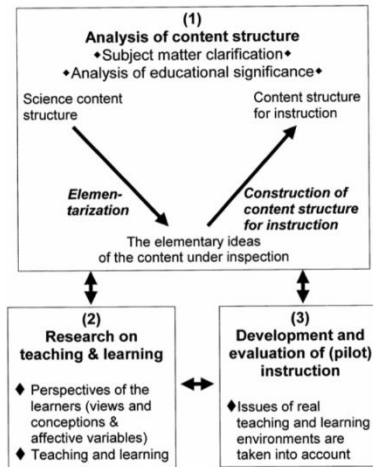 (1)
Analysis of content structure
◆Subject matter clarification◆
◆Analysis of educational significance◆
Science content
structure
Content structure
for instruction
Elemen-
tarization
Construction of
content structure
for instruction
The elementary ideas
of the content under inspection
(2)
Research on
teaching & learning
◆ Perspectives of the
learners (views and
conceptions &
affective variables)
◆ Teaching and learning
(3)
Development and
evaluation of (pilot)
instruction
◆Issues of real
teaching and learning
environments are
taken into account